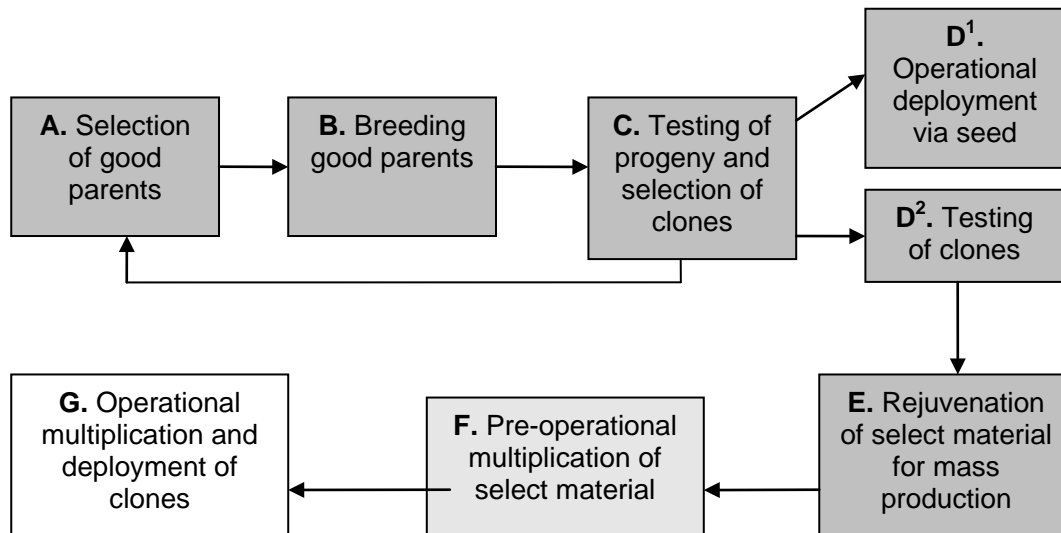 A. Selection
of good
parents
B. Breeding
good parents
C. Testing of
progeny and
selection of
clones
D¹.
Operational
deployment
via seed
D². Testing
of clones
E. Rejuvenation
of select material
for mass
production
F. Pre-operational
multiplication of
select material
G. Operational
multiplication and
deployment of
clones